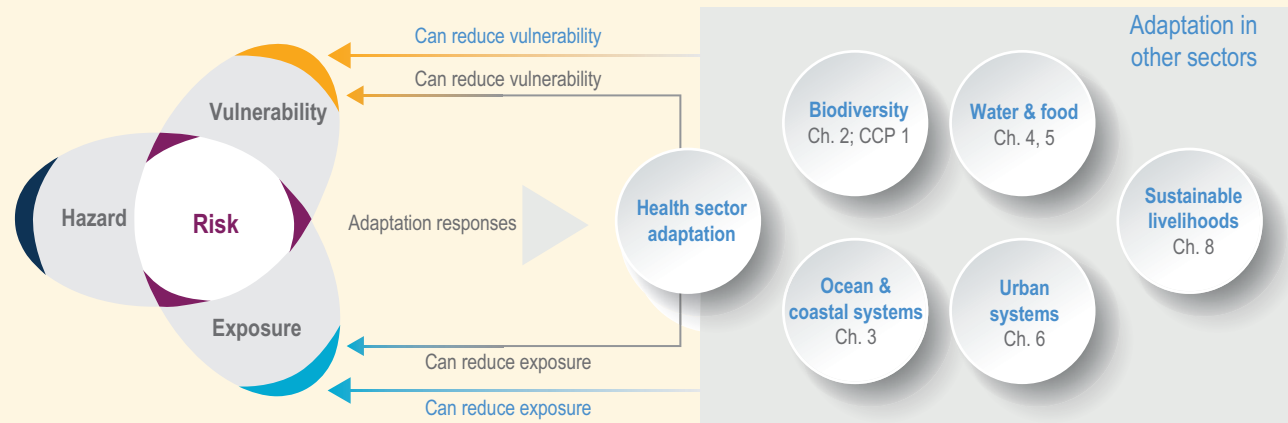 Can reduce vulnerability
Can reduce vulnerability
Vulnerability
Hazard
Risk
Exposure
Adaptation responses
Can reduce exposure
Can reduce exposure
Health sector
adaptation
Adaptation in
other sectors
Biodiversity
Ch. 2; CCP 1
Water & food
Ch. 4, 5
Sustainable
livelihoods
Ch. 8
Ocean &
coastal systems
Ch. 3
Urban
systems
Ch. 6